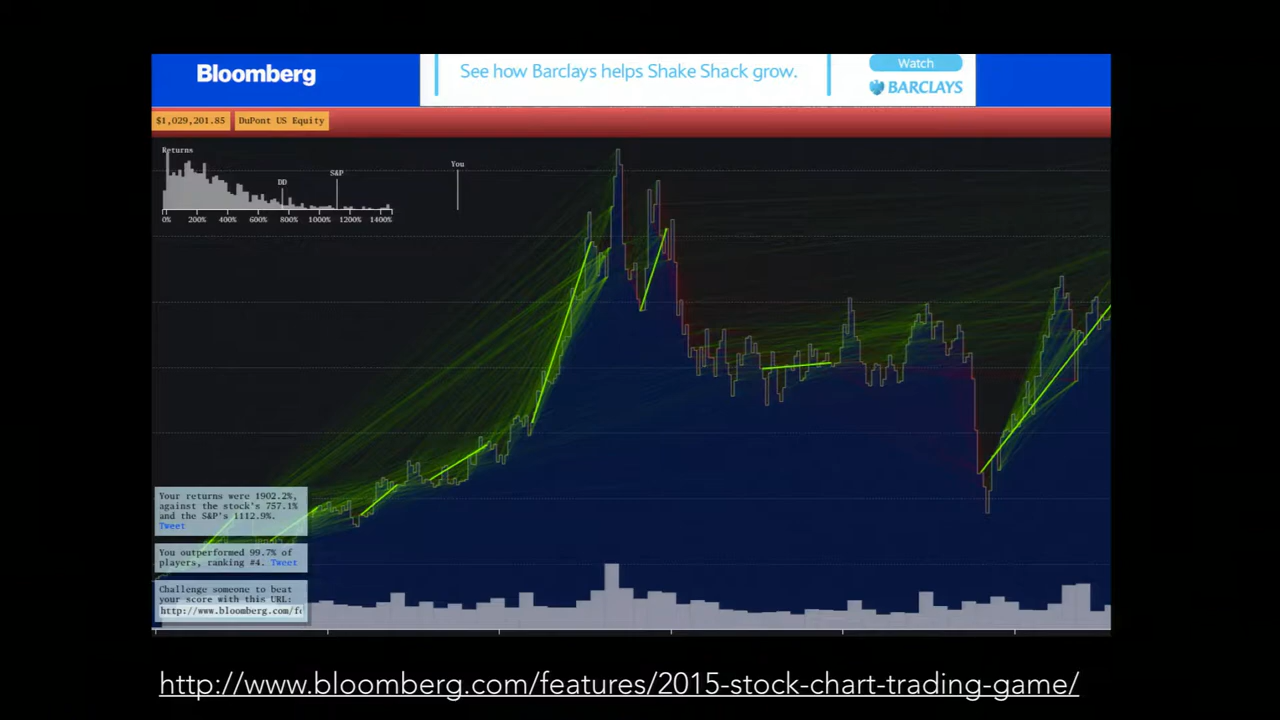 Bloomberg
See how Barclays helps Shake Shack grow.
Watch
BARCLAYS
$1,029,201.85
DuPont US Equity
Returns
DD
S&P
You
0% 200% 400% 600% 800% 1000% 1200% 1400%
Your returns were 1902.2%,
against the stock's 757.1%
and the S&P's 1112.9%.
Tweet
You outperformed 99.7% of
players, ranking #4. Tweet
Challenge someone to beat
your score with this URL:
http://www.bloomberg.com/fe
http://www.bloomberg.com/features/2015-stock-chart-trading-game/